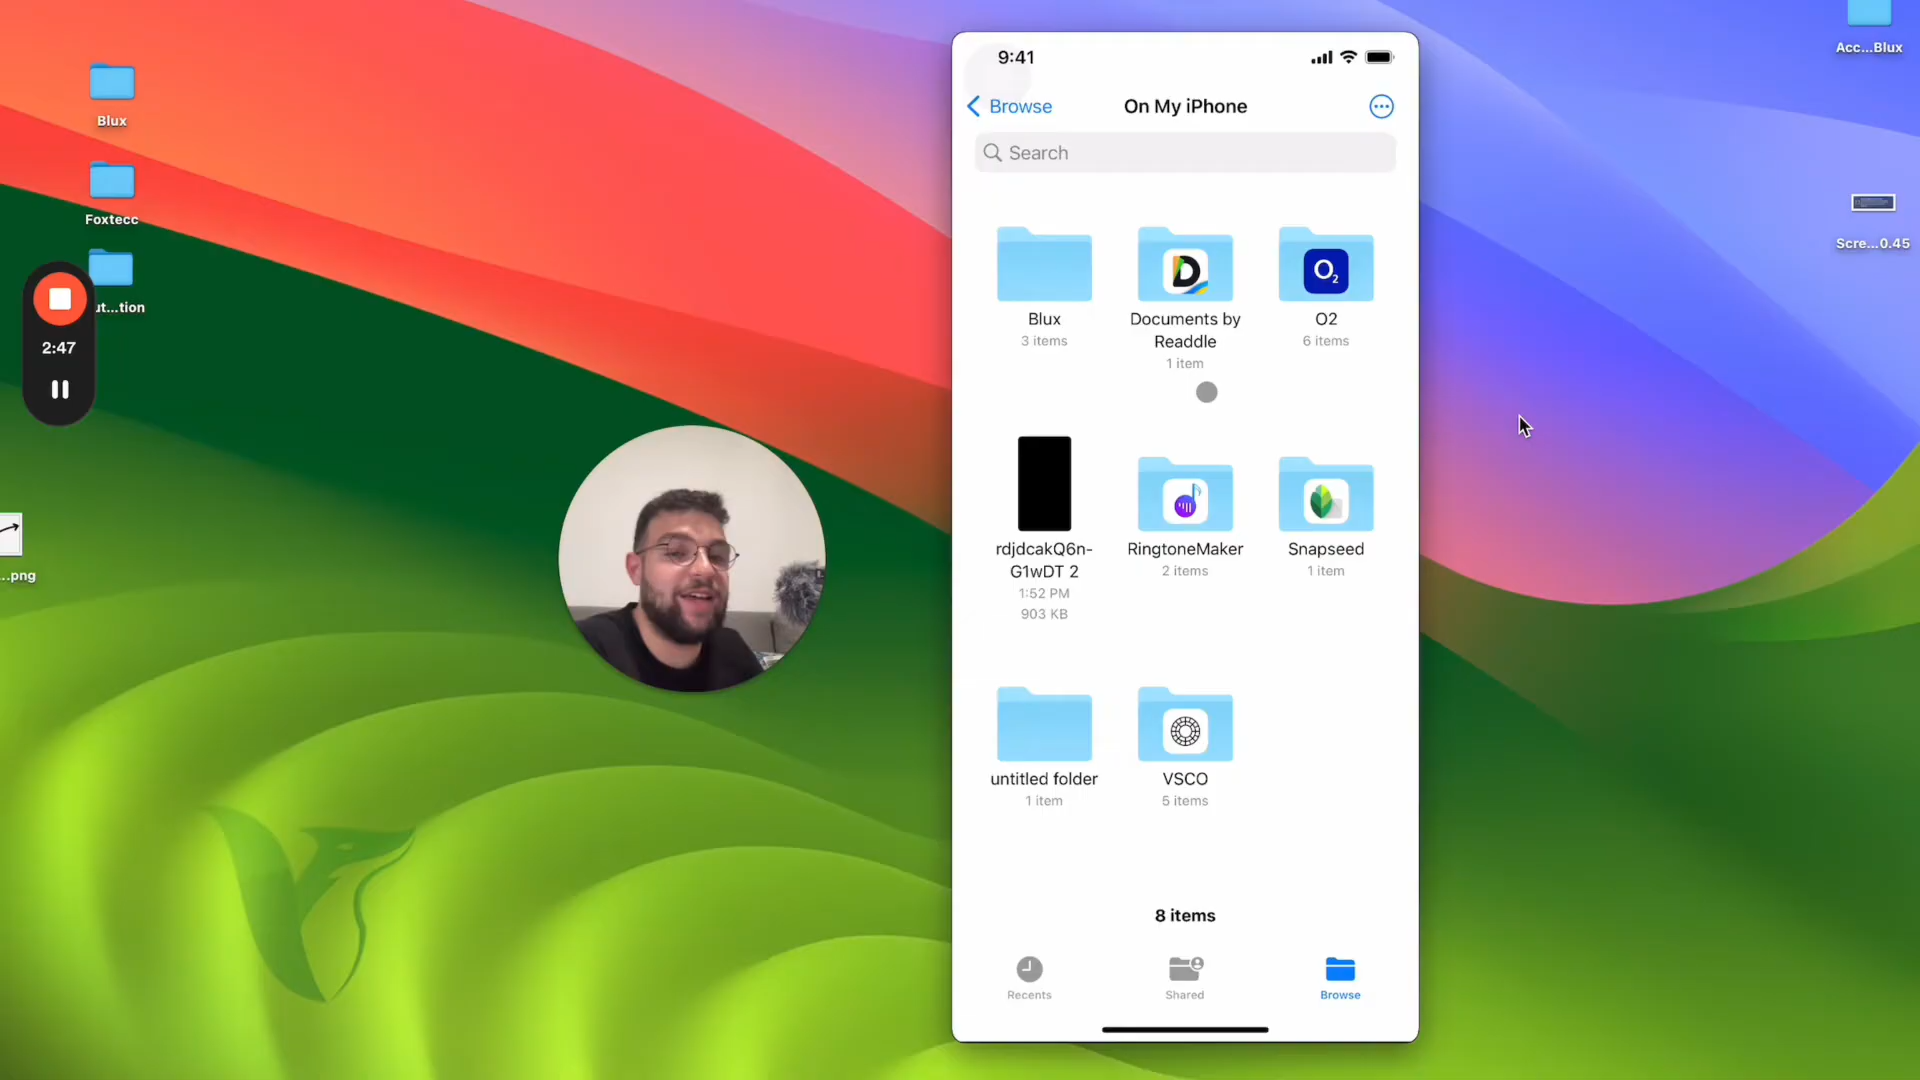 Blux
Foxtecc
ut...tion
2:47
...png
9:41
Browse
On My iPhone
Search
Blux
3 items
Documents by
Readdle
1 item
O2
6 items
rdjdcakQ6n-
G1wDT 2
1:52 PM
903 KB
RingtoneMaker
2 items
Snapseed
1 item
untitled folder
1 item
VSCO
5 items
8 items
Recents
Shared
Browse
Acc...Blux
Scre...0.45